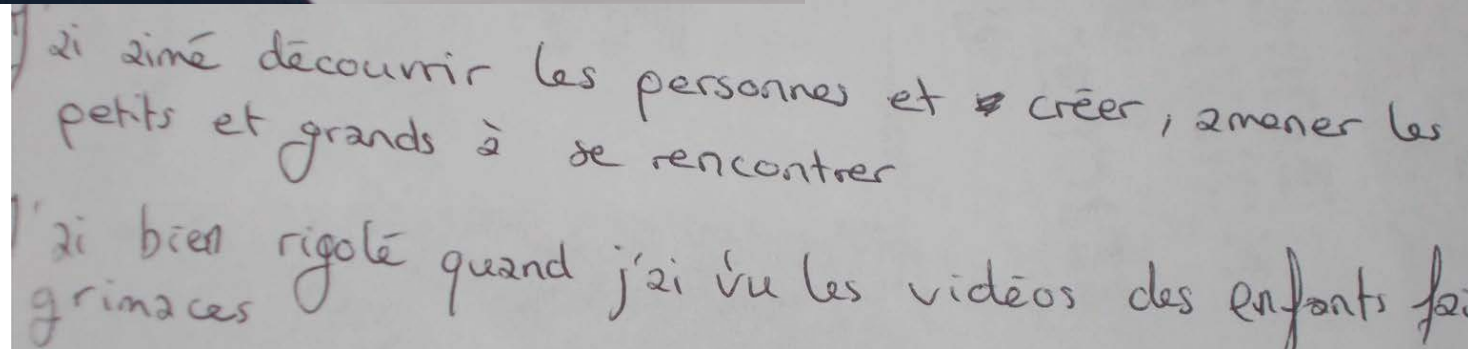 J'ai aimé découvrir les personnes et créer, amener les
petits et grands à se rencontrer
J'ai bien rigolé quand j'ai vu les vidéos des enfants
grimaces